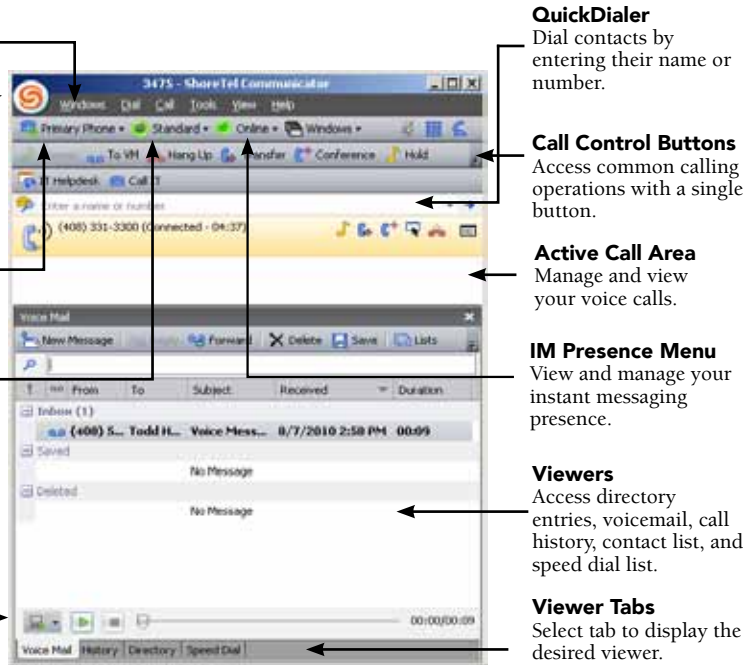 3475 - ShoreTel Communicator
Windows Dial Call Tools View Help
Primary Phone Standard Online Windows
To VM Hang Up Transfer Conference Hold
IT Helpdesk Call IT
Enter a name or number
(408) 331-3300 (Connected - 04:37)
Voice Mail
New Message Forward Delete Save Lists
From To Subject Received Duration
Inbox (1)
(408) 5... Todd H... Voice Mess... 8/7/2010 2:58 PM 00:09
Saved
No Message
Deleted
No Message
00:00/00:09
Voice Mail History Directory Speed Dial
QuickDialer
Dial contacts by
entering their name or
number.
Call Control Buttons
Access common calling
operations with a single
button.
Active Call Area
Manage and view
your voice calls.
IM Presence Menu
View and manage your
instant messaging
presence.
Viewers
Access directory
entries, voicemail, call
history, contact list, and
speed dial list.
Viewer Tabs
Select tab to display the
desired viewer.